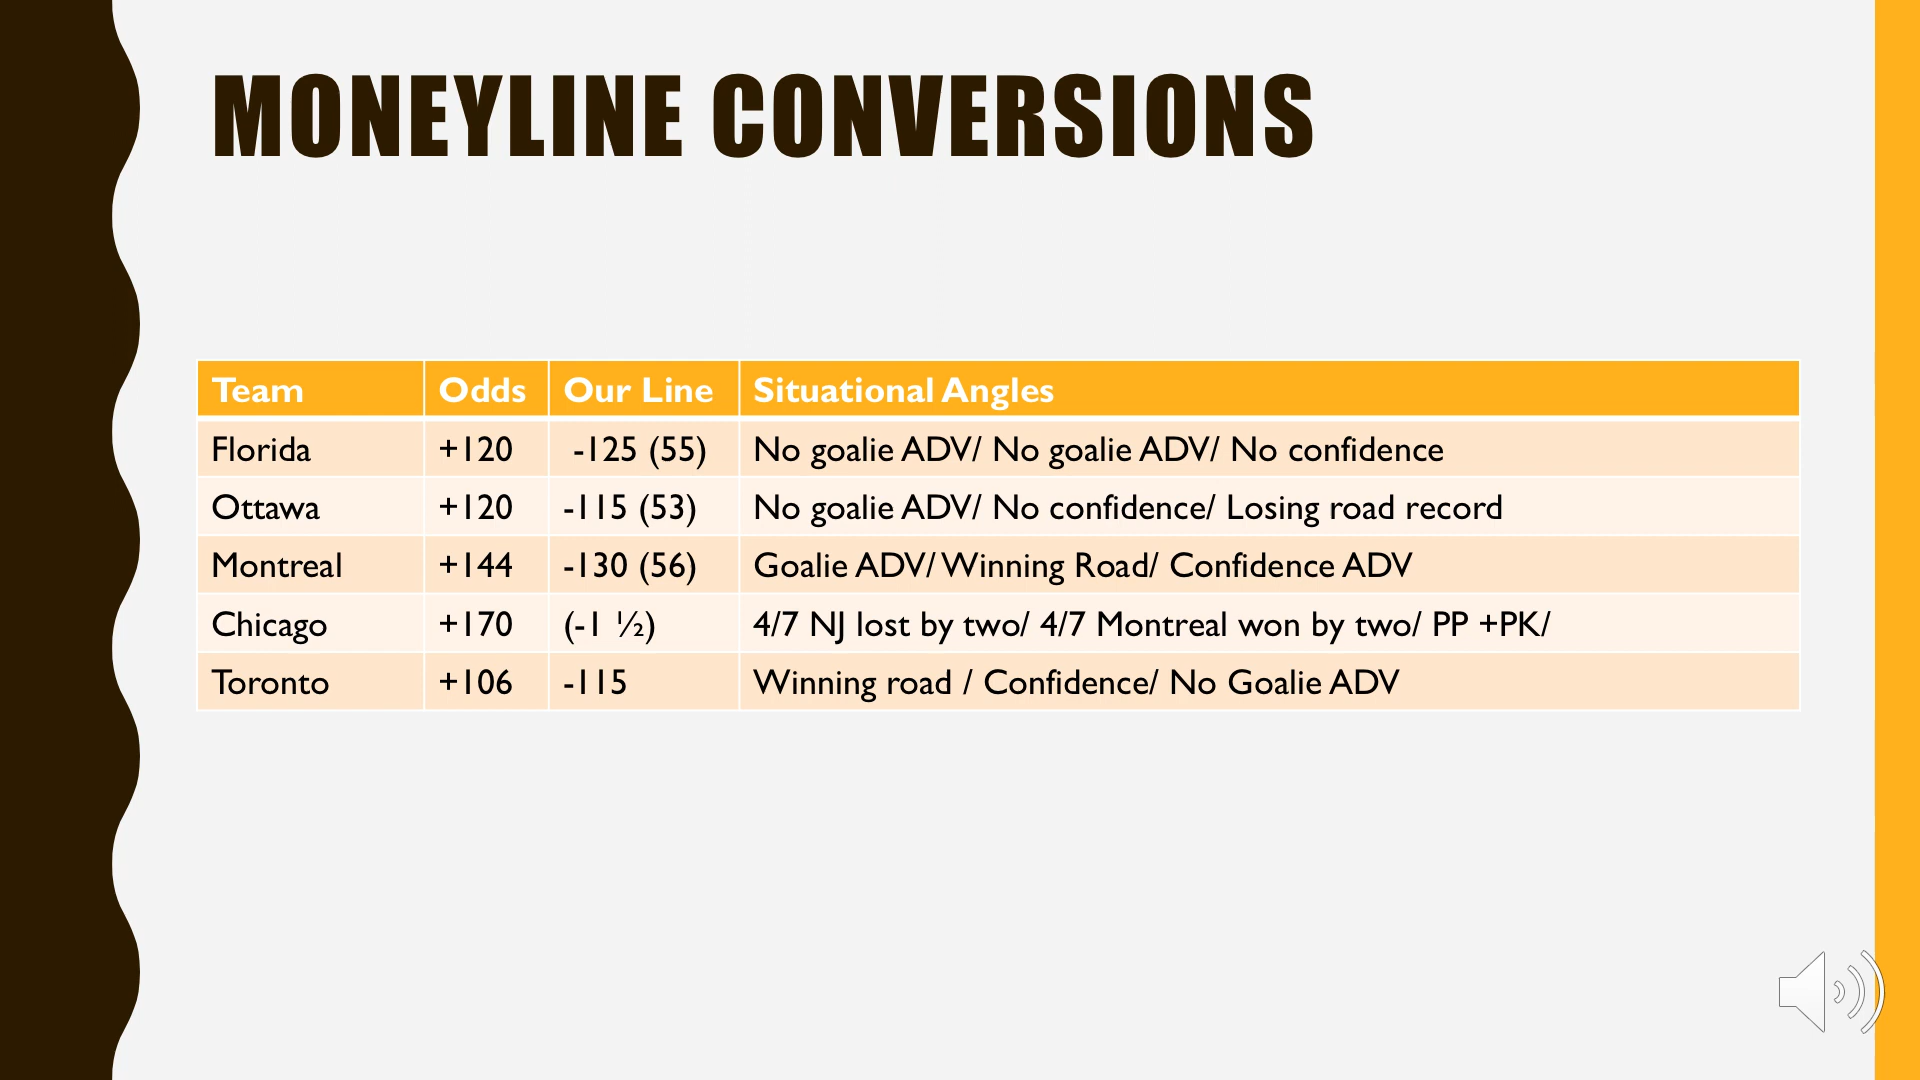 MONEYLINE CONVERSIONS
Team Odds Our Line Situational Angles
Florida +120 -125 (55) No goalie ADV/ No goalie ADV/ No confidence
Ottawa +120 -115 (53) No goalie ADV/ No confidence/ Losing road record
Montreal +144 -130 (56) Goalie ADV/ Winning Road/ Confidence ADV
Chicago +170 (-1 ½) 4/7 NJ lost by two/ 4/7 Montreal won by two/ PP +PK/
Toronto +106 -115 Winning road / Confidence/ No Goalie ADV